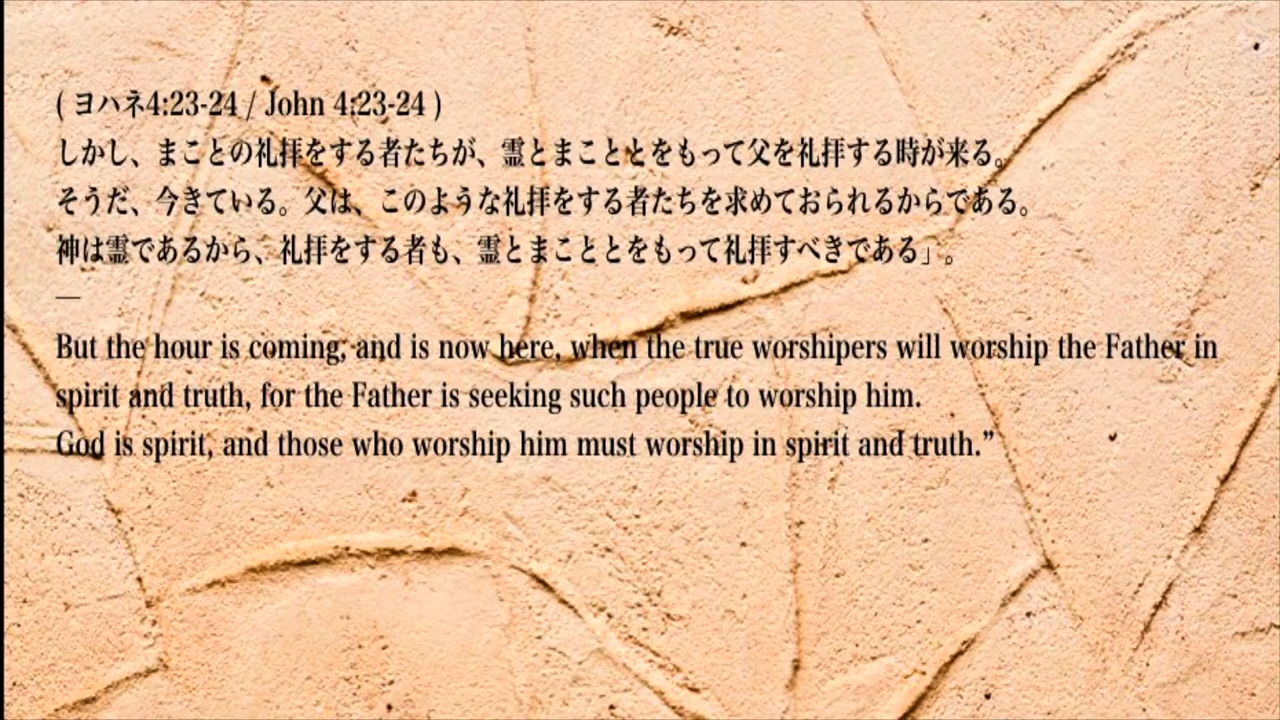 ( ヨハネ4:23-24 / John 4:23-24 )
しかし、まことの礼拝をする者たちが、霊とまこととをもって父を礼拝する時が来る。
そうだ、今きている。父は、このような礼拝をする者たちを求めておられるからである。
神は霊であるから、礼拝をする者も、霊とまこととをもって礼拝すべきである」。
—
But the hour is coming, and is now here, when the true worshipers will worship the Father in
spirit and truth, for the Father is seeking such people to worship him.
God is spirit, and those who worship him must worship in spirit and truth.”